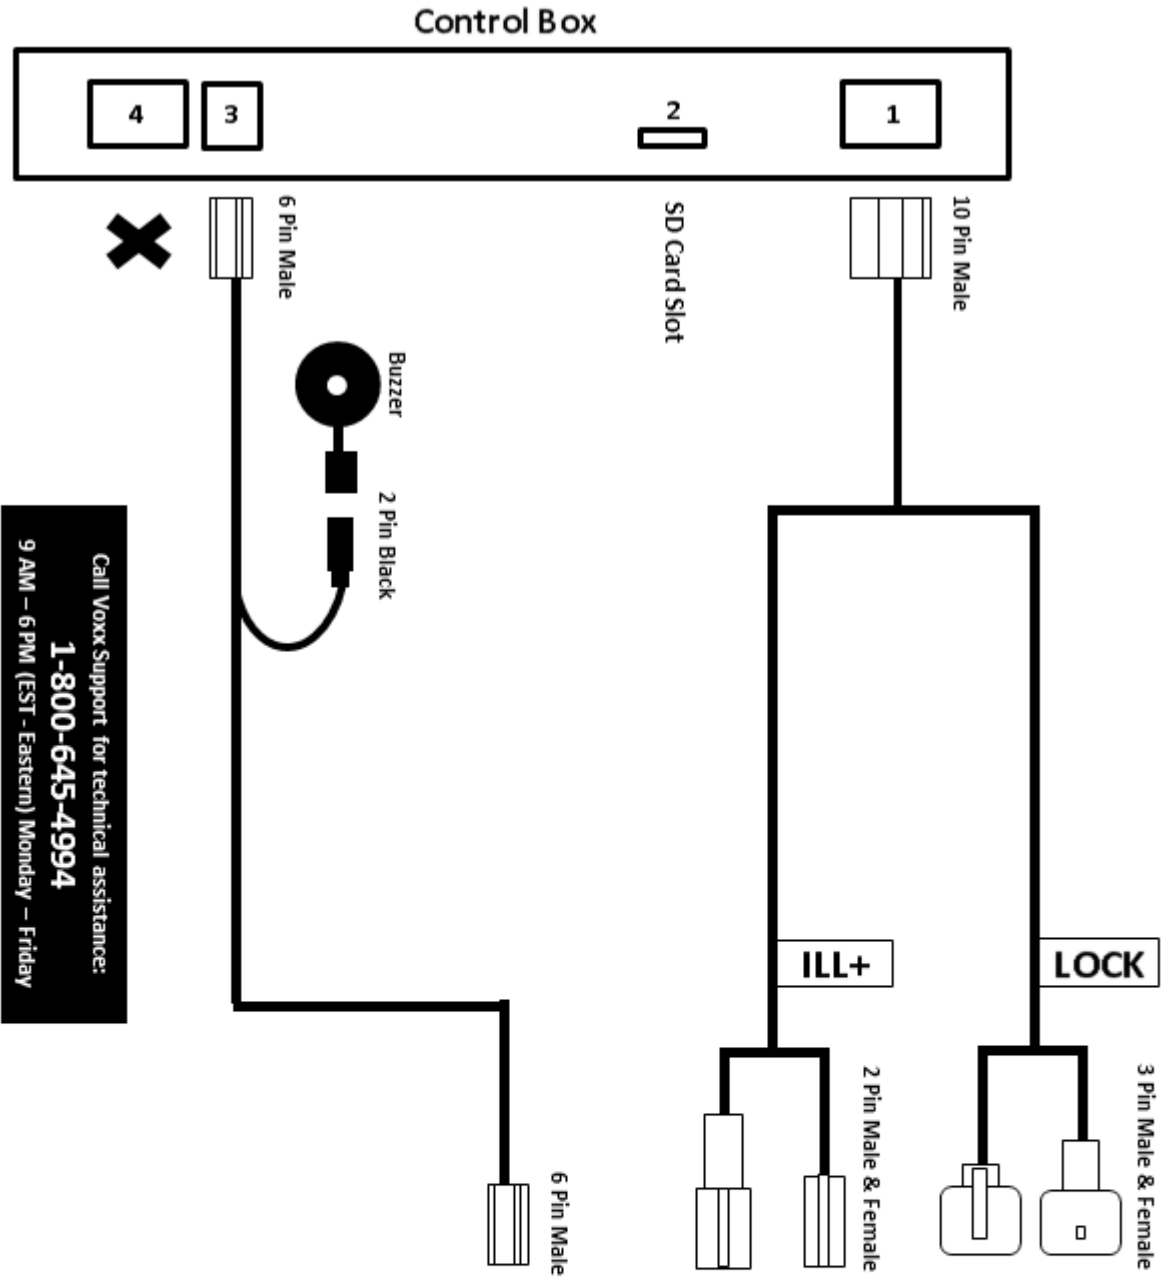 Control Box
4
3
2
1
6 Pin Male
SD Card Slot
10 Pin Male
Buzzer
2 Pin Black
Call Voxx Support for technical assistance:
1-800-645-4994
9 AM – 6 PM (EST - Eastern) Monday – Friday
ILL+
LOCK
6 Pin Male
2 Pin Male & Female
3 Pin Male & Female